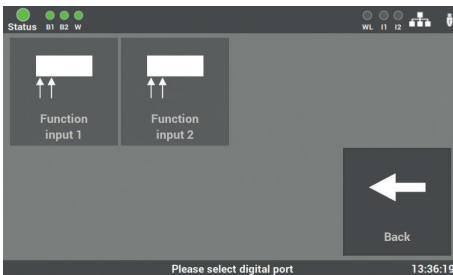 Status B1 B2 W
WL I1 I2
Function
input 1
Function
input 2
Back
Please select digital port 13:36:19